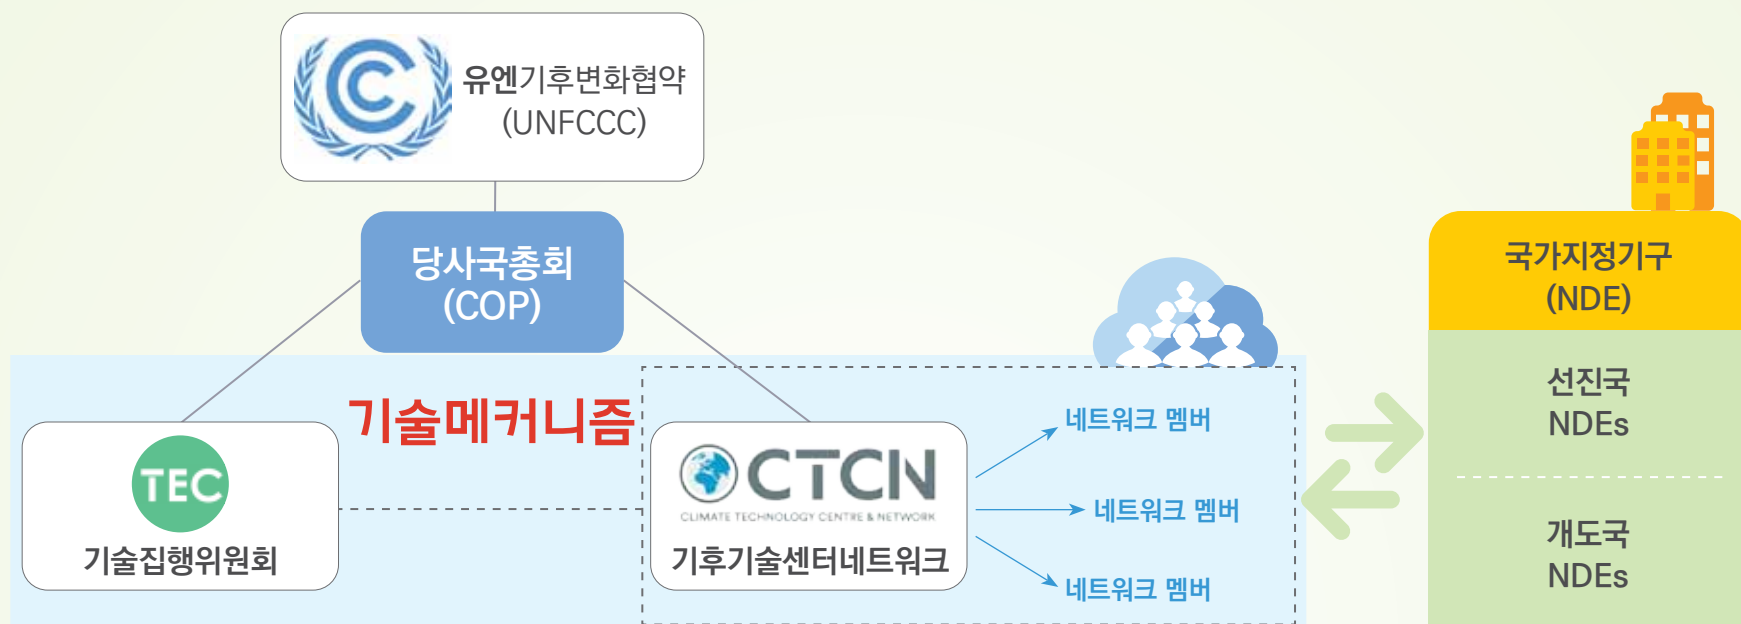 유엔기후변화협약
(UNFCCC)
당사국총회
(COP)
국가지정기구
(NDE)
선진국
NDEs
개도국
NDEs
기술메커니즘
TEC
기술집행위원회
CTCN
CLIMATE TECHNOLOGY CENTRE & NETWORK
기후기술센터네트워크
네트워크 멤버
네트워크 멤버
네트워크 멤버